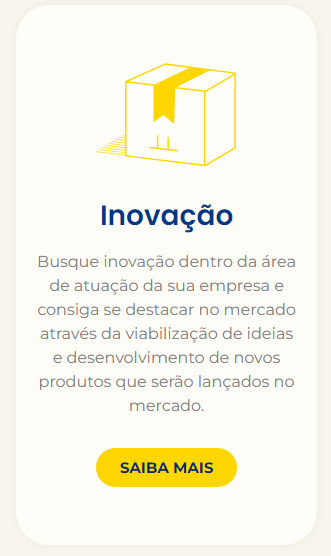 Inovação
Busque inovação dentro da área
de atuação da sua empresa e
consiga se destacar no mercado
através da viabilização de ideias
e desenvolvimento de novos
produtos que serão lançados no
mercado.
SAIBA MAIS